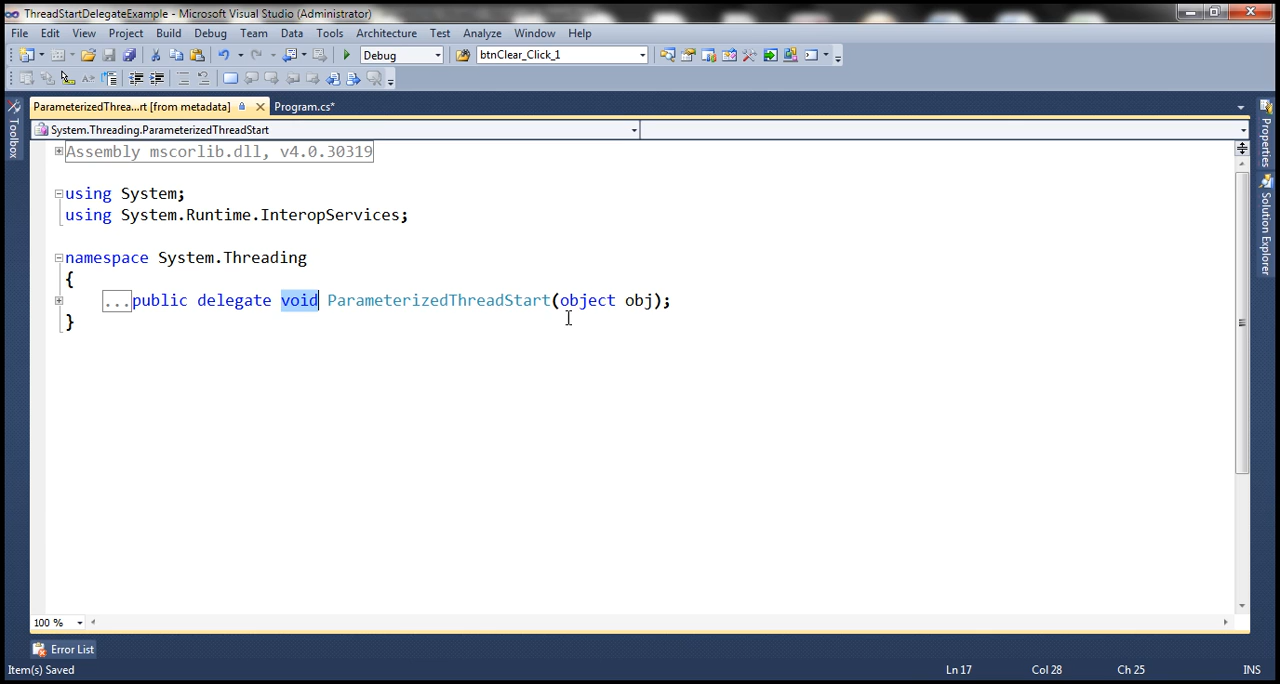 ThreadStartDelegateExample - Microsoft Visual Studio (Administrator)
File Edit View Project Build Debug Team Data Tools Architecture Test Analyze Window Help
Debug btnClear_Click_1
ParameterizedThrea...rt [from metadata] Program.cs*
System.Threading.ParameterizedThreadStart
Toolbox
Properties
Solution Explorer
Assembly mscorlib.dll, v4.0.30319
using System;
using System.Runtime.InteropServices;
namespace System.Threading
{
...public delegate void ParameterizedThreadStart(object obj);
}
100 %
Error List
Item(s) Saved Ln 17 Col 28 Ch 25 INS